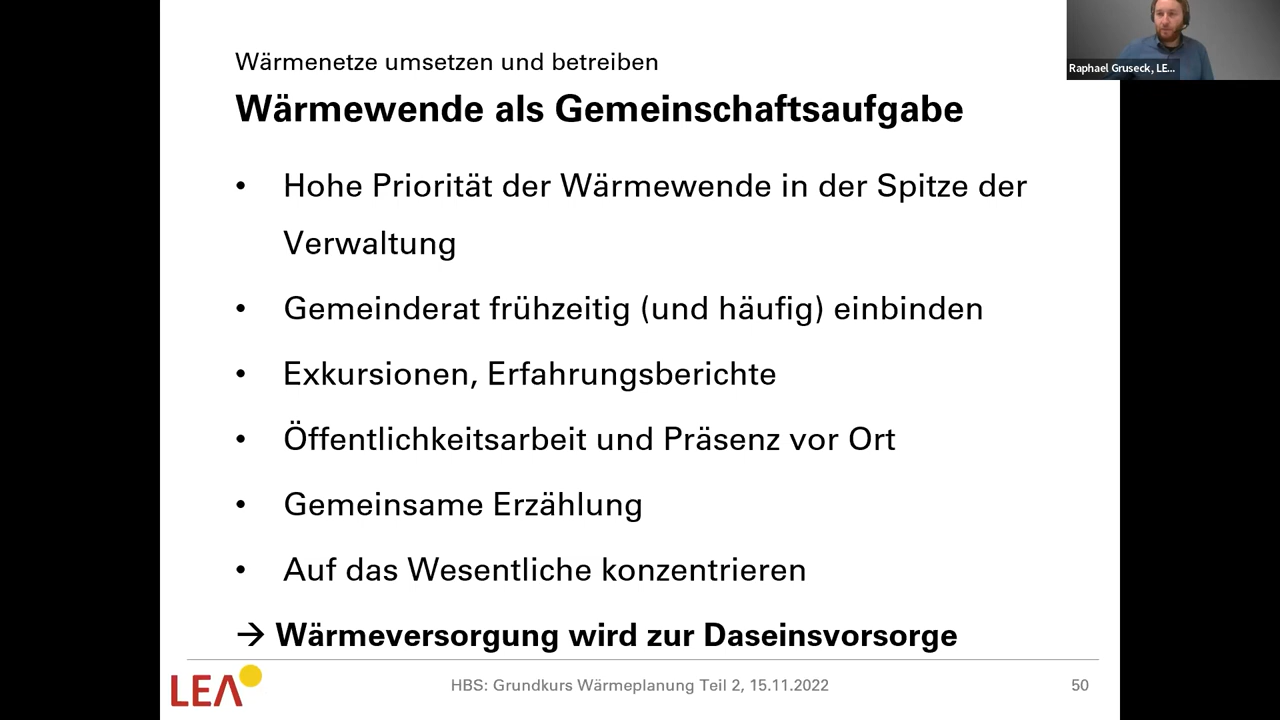 Raphael Gruseck, LE...
Wärmenetze umsetzen und betreiben
Wärmewende als Gemeinschaftsaufgabe
• Hohe Priorität der Wärmewende in der Spitze der
Verwaltung
• Gemeinderat frühzeitig (und häufig) einbinden
• Exkursionen, Erfahrungsberichte
• Öffentlichkeitsarbeit und Präsenz vor Ort
• Gemeinsame Erzählung
• Auf das Wesentliche konzentrieren
→ Wärmeversorgung wird zur Daseinsvorsorge
LEA
HBS: Grundkurs Wärmeplanung Teil 2, 15.11.2022
50